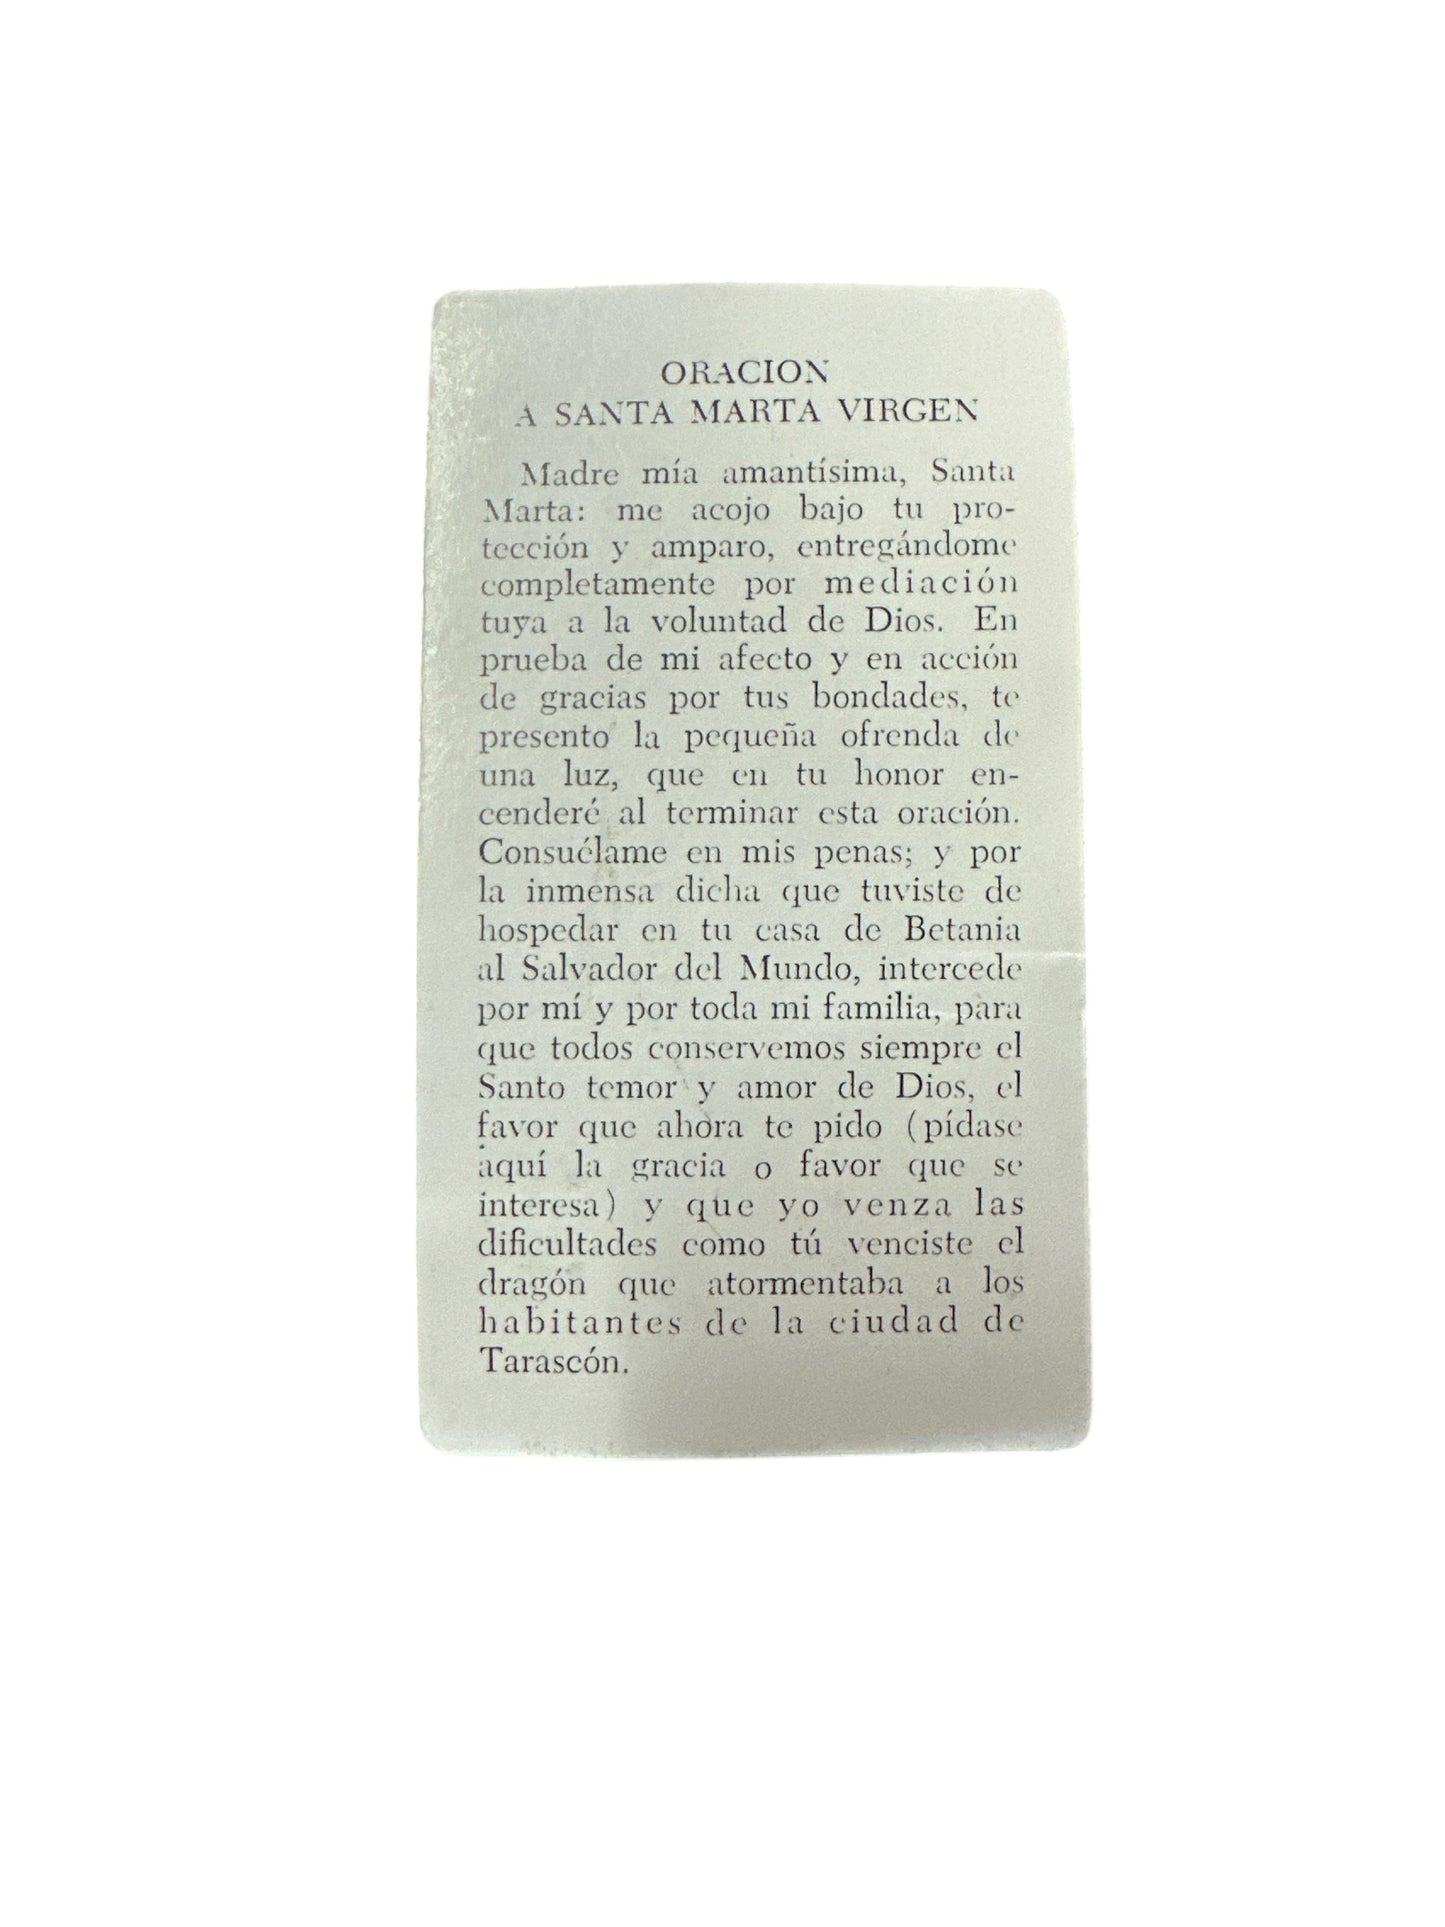 ORACION
A SANTA MARTA VIRGEN
Madre mía amantísima, Santa
Marta: me acojo bajo tu pro-
tección y amparo, entregándome
completamente por mediación
tuya a la voluntad de Dios. En
prueba de mi afecto y en acción
de gracias por tus bondades, te
presento la pequeña ofrenda de
una luz, que en tu honor en-
cenderé al terminar esta oración.
Consuélame en mis penas; y por
la inmensa dicha que tuviste de
hospedar en tu casa de Betania
al Salvador del Mundo, intercede
por mí y por toda mi familia, para
que todos conservemos siempre el
Santo temor y amor de Dios, el
favor que ahora te pido (pídase
aquí la gracia o favor que se
interesa) y que yo venza las
dificultades como tú venciste el
dragón que atormentaba a los
habitantes de la ciudad de
Tarascón.